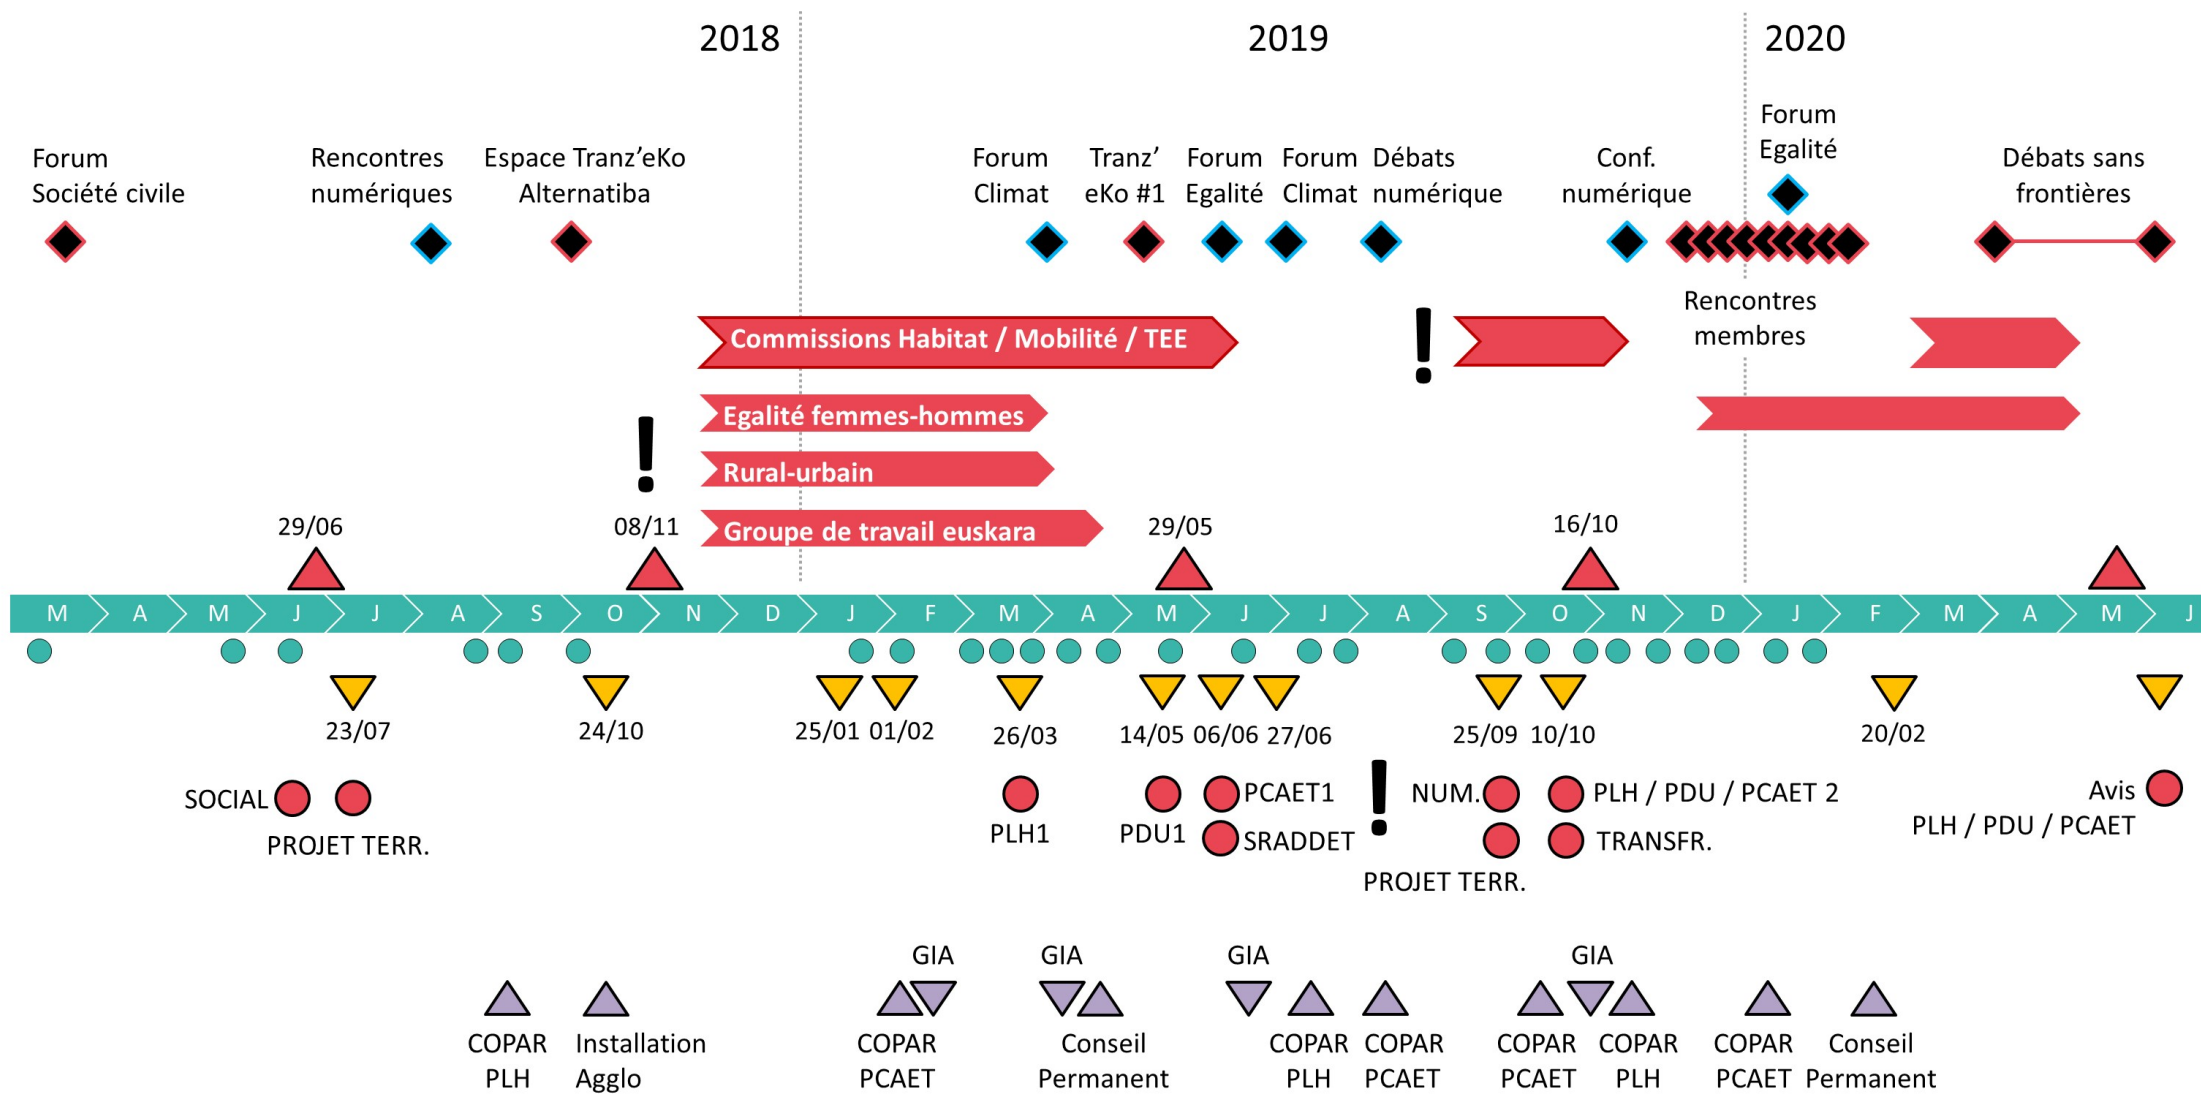 2018
2019
2020
Forum
Egalité
Forum
Société civile
Rencontres
numériques
Espace Tranz’eKo
Alternatiba
Forum
Climat
Tranz’
eKo #1
Forum
Egalité
Forum
Climat
Débats
numérique
Conf.
numérique
Débats sans
frontières
Rencontres
membres
Commissions Habitat / Mobilité / TEE
!
Egalité femmes-hommes
!
Rural-urbain
Groupe de travail euskara
29/06
08/11
29/05
16/10
M A M J J A S O N D J F M A M J J A S O N D J F M A M J
23/07
24/10
25/01
01/02
26/03
14/05
06/06
27/06
25/09
10/10
20/02
SOCIAL
PROJET TERR.
PLH1
PDU1
PCAET1
SRADDET
!
NUM.
PROJET TERR.
PLH / PDU / PCAET 2
TRANSFR.
Avis
PLH / PDU / PCAET
GIA
GIA
GIA
GIA
COPAR
PLH
Installation
Agglo
COPAR
PCAET
Conseil
Permanent
COPAR
PLH
COPAR
PCAET
COPAR
PCAET
COPAR
PLH
COPAR
PCAET
Conseil
Permanent